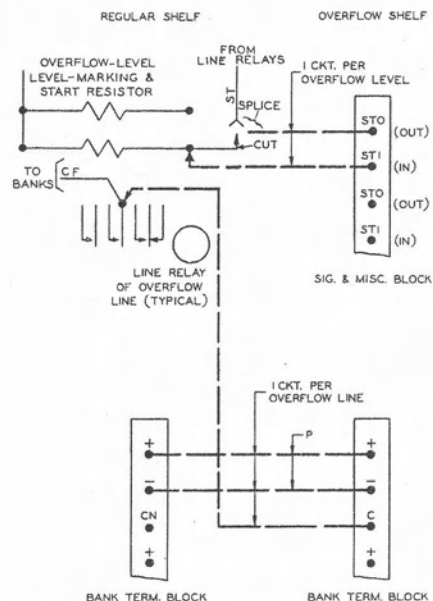 REGULAR SHELF
OVERFLOW SHELF
OVERFLOW-LEVEL
LEVEL-MARKING &
START RESISTOR
FROM
LINE RELAYS
1 CKT. PER
OVERFLOW LEVEL
ST
SPLICE
CUT
STO (OUT)
STI (IN)
STO (OUT)
STI (IN)
TO
BANKS
CF
LINE RELAY
OF OVERFLOW
LINE (TYPICAL)
SIG. & MISC. BLOCK
1 CKT. PER
OVERFLOW LINE
P
+
–
CN
+
+
–
C
+
BANK TERM. BLOCK
BANK TERM. BLOCK